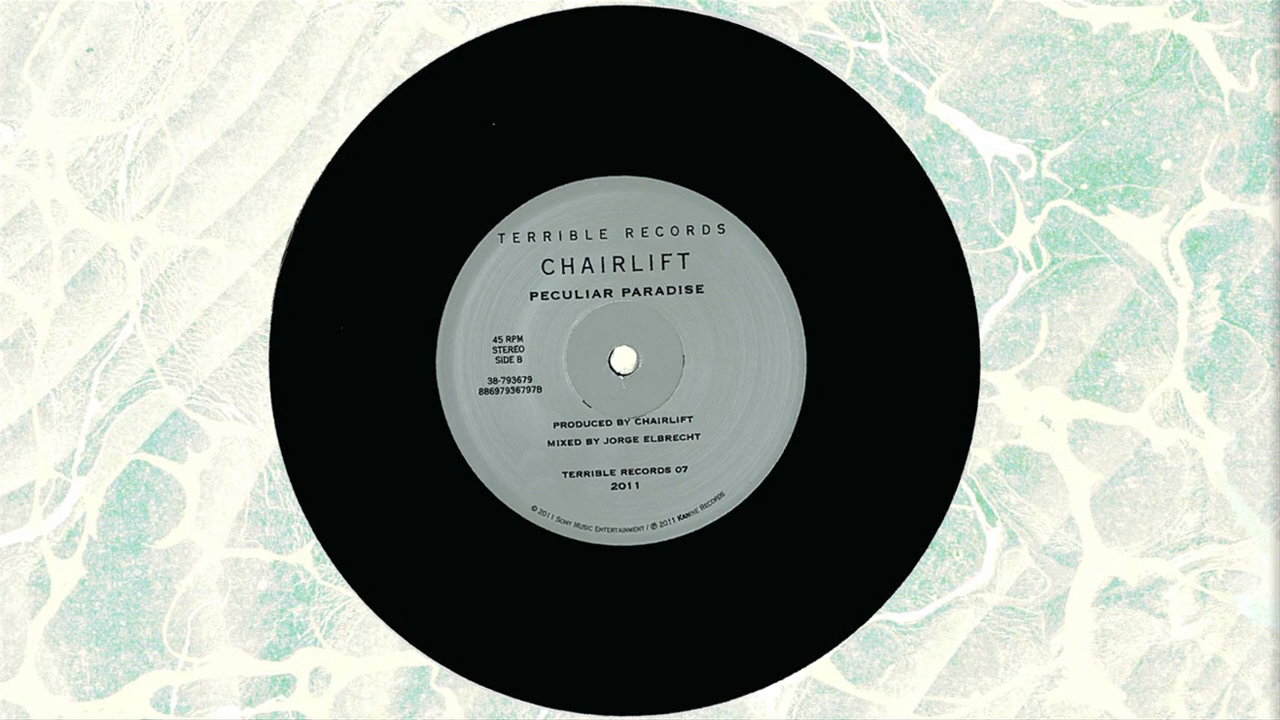 TERRIBLE RECORDS
CHAIRLIFT
PECULIAR PARADISE
45 RPM
STEREO
SIDE B
38-793679
88697936797B
PRODUCED BY CHAIRLIFT
MIXED BY JORGE ELBRECHT
TERRIBLE RECORDS 07
2011
© 2011 SONY MUSIC ENTERTAINMENT / ℗ 2011 KANINE RECORDS